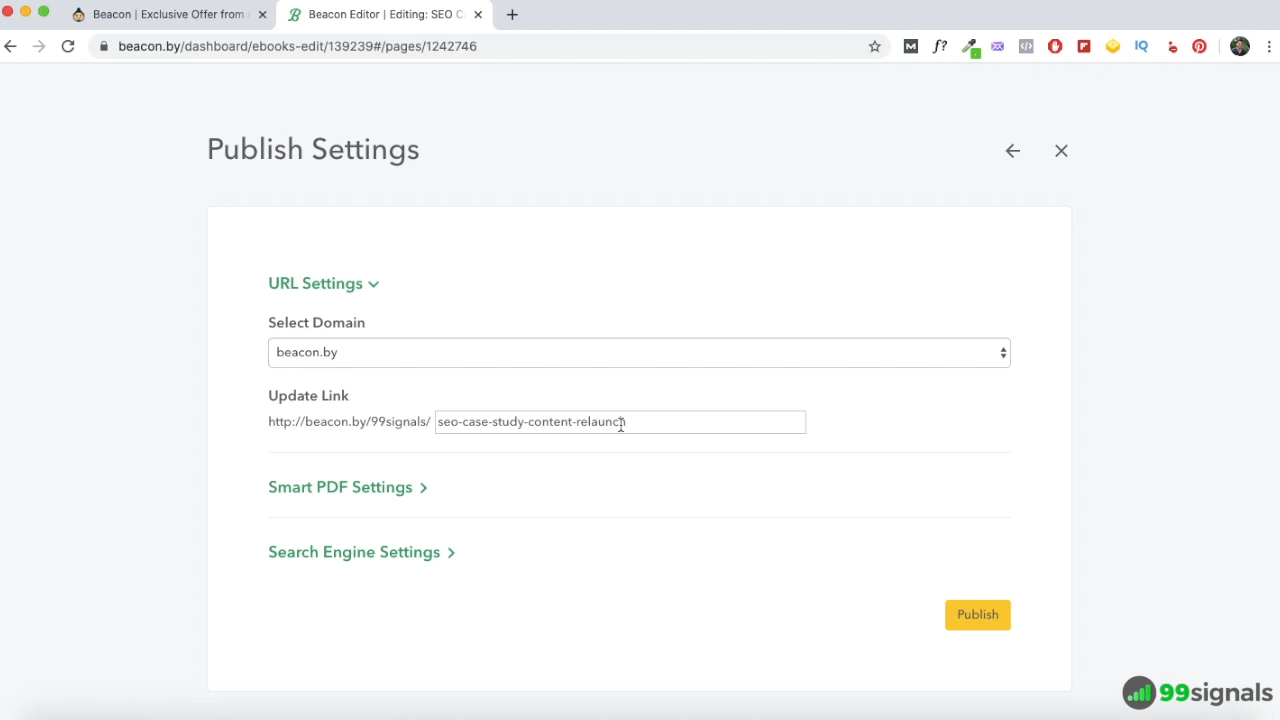 Beacon | Exclusive Offer from
Beacon Editor | Editing: SEO C
beacon.by/dashboard/ebooks-edit/139239#/pages/1242746
M
f?
IQ
Publish Settings
URL Settings
Select Domain
beacon.by
Update Link
http://beacon.by/99signals/ seo-case-study-content-relaunch
Smart PDF Settings
Search Engine Settings
Publish
99signals